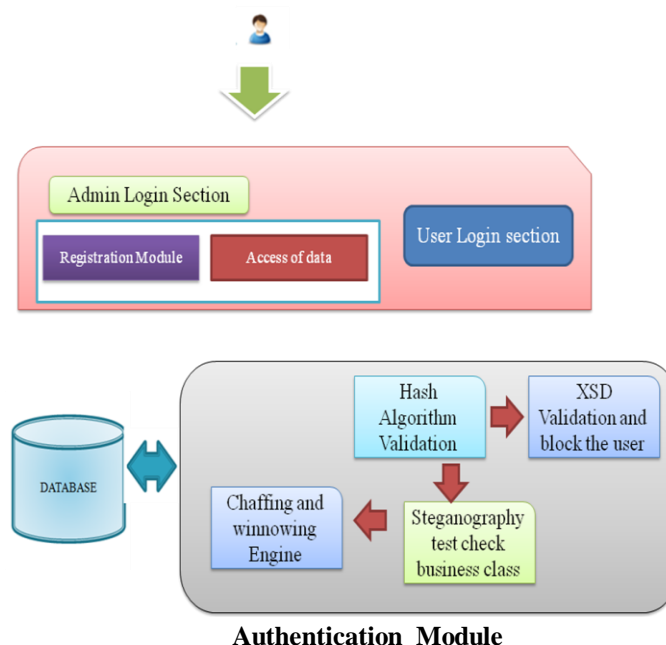 Admin Login Section
User Login section
Registration Module
Access of data
Hash
Algorithm
Validation
XSD
Validation and
block the user
DATABASE
Chaffing and
winnowing
Engine
Steganography
test check
business class
Authentication Module